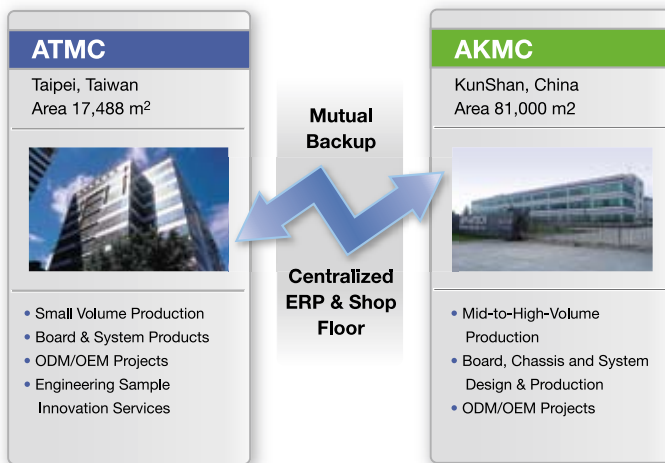 ATMC
Taipei, Taiwan
Area 17,488 m²
• Small Volume Production
• Board & System Products
• ODM/OEM Projects
• Engineering Sample
Innovation Services
Mutual
Backup
Centralized
ERP & Shop
Floor
AKMC
KunShan, China
Area 81,000 m2
• Mid-to-High-Volume
Production
• Board, Chassis and System
Design & Production
• ODM/OEM Projects